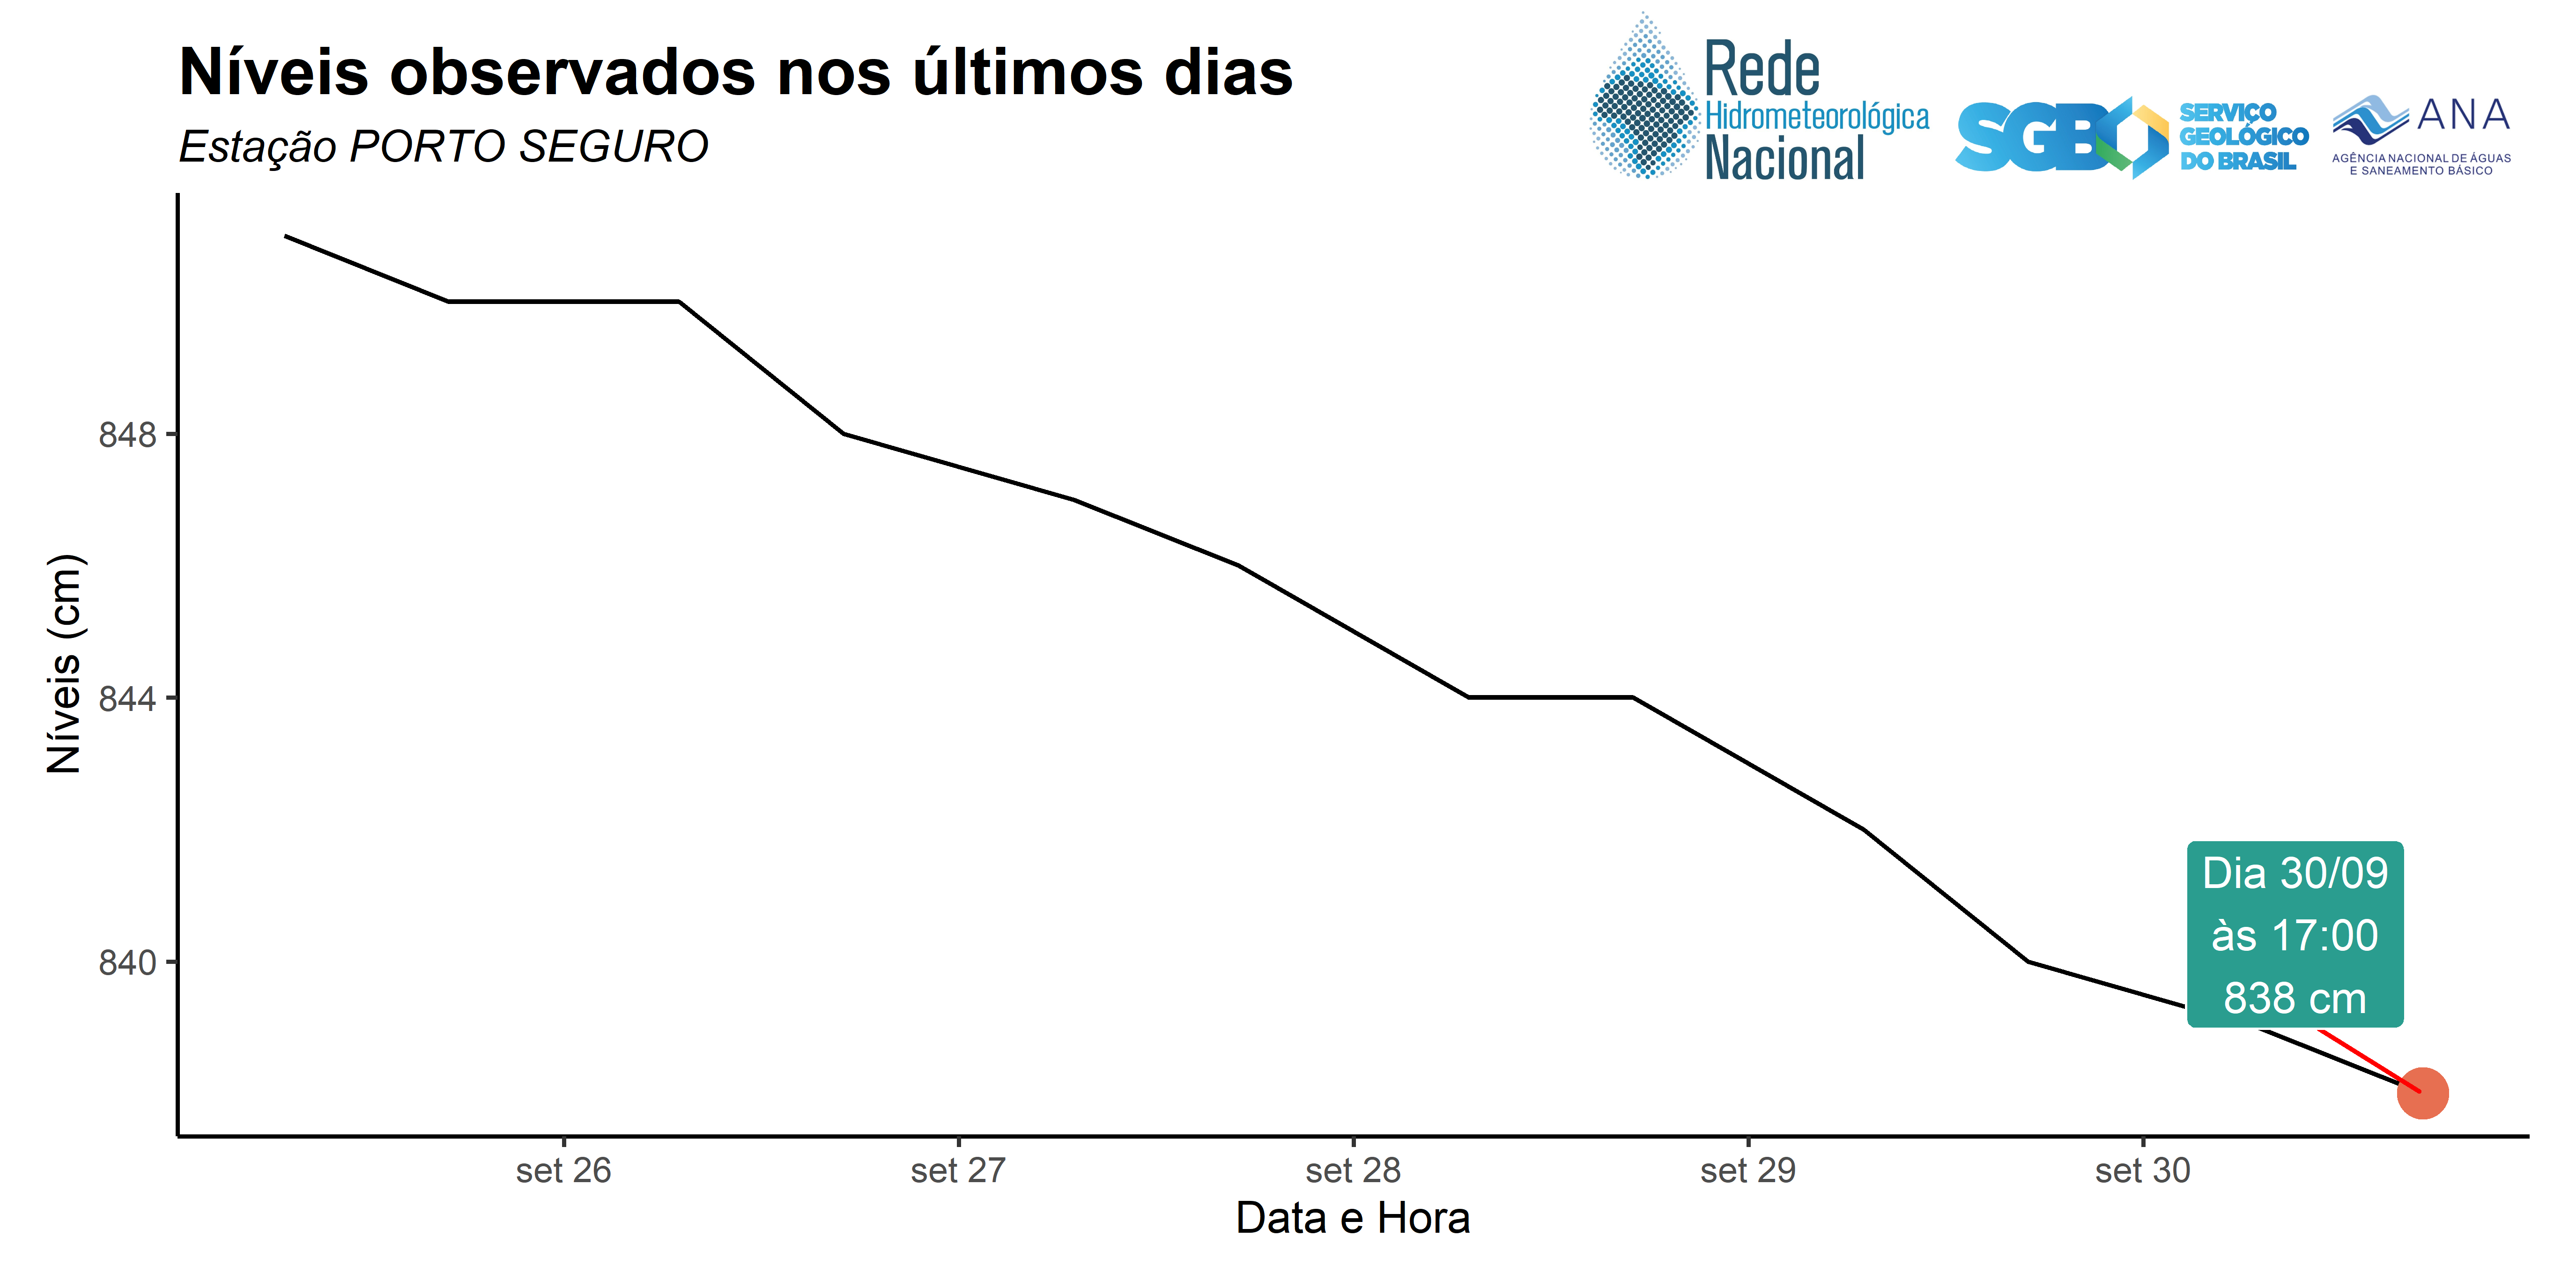 Níveis observados nos últimos dias
Estação PORTO SEGURO
Rede
Hidrometeorológica
Nacional
SGB
SERVIÇO
GEOLÓGICO
DO BRASIL
ANA
AGÊNCIA NACIONAL DE ÁGUAS
E SANEAMENTO BÁSICO
Níveis (cm)
848
844
840
Dia 30/09
às 17:00
838 cm
set 26
set 27
set 28
set 29
set 30
Data e Hora